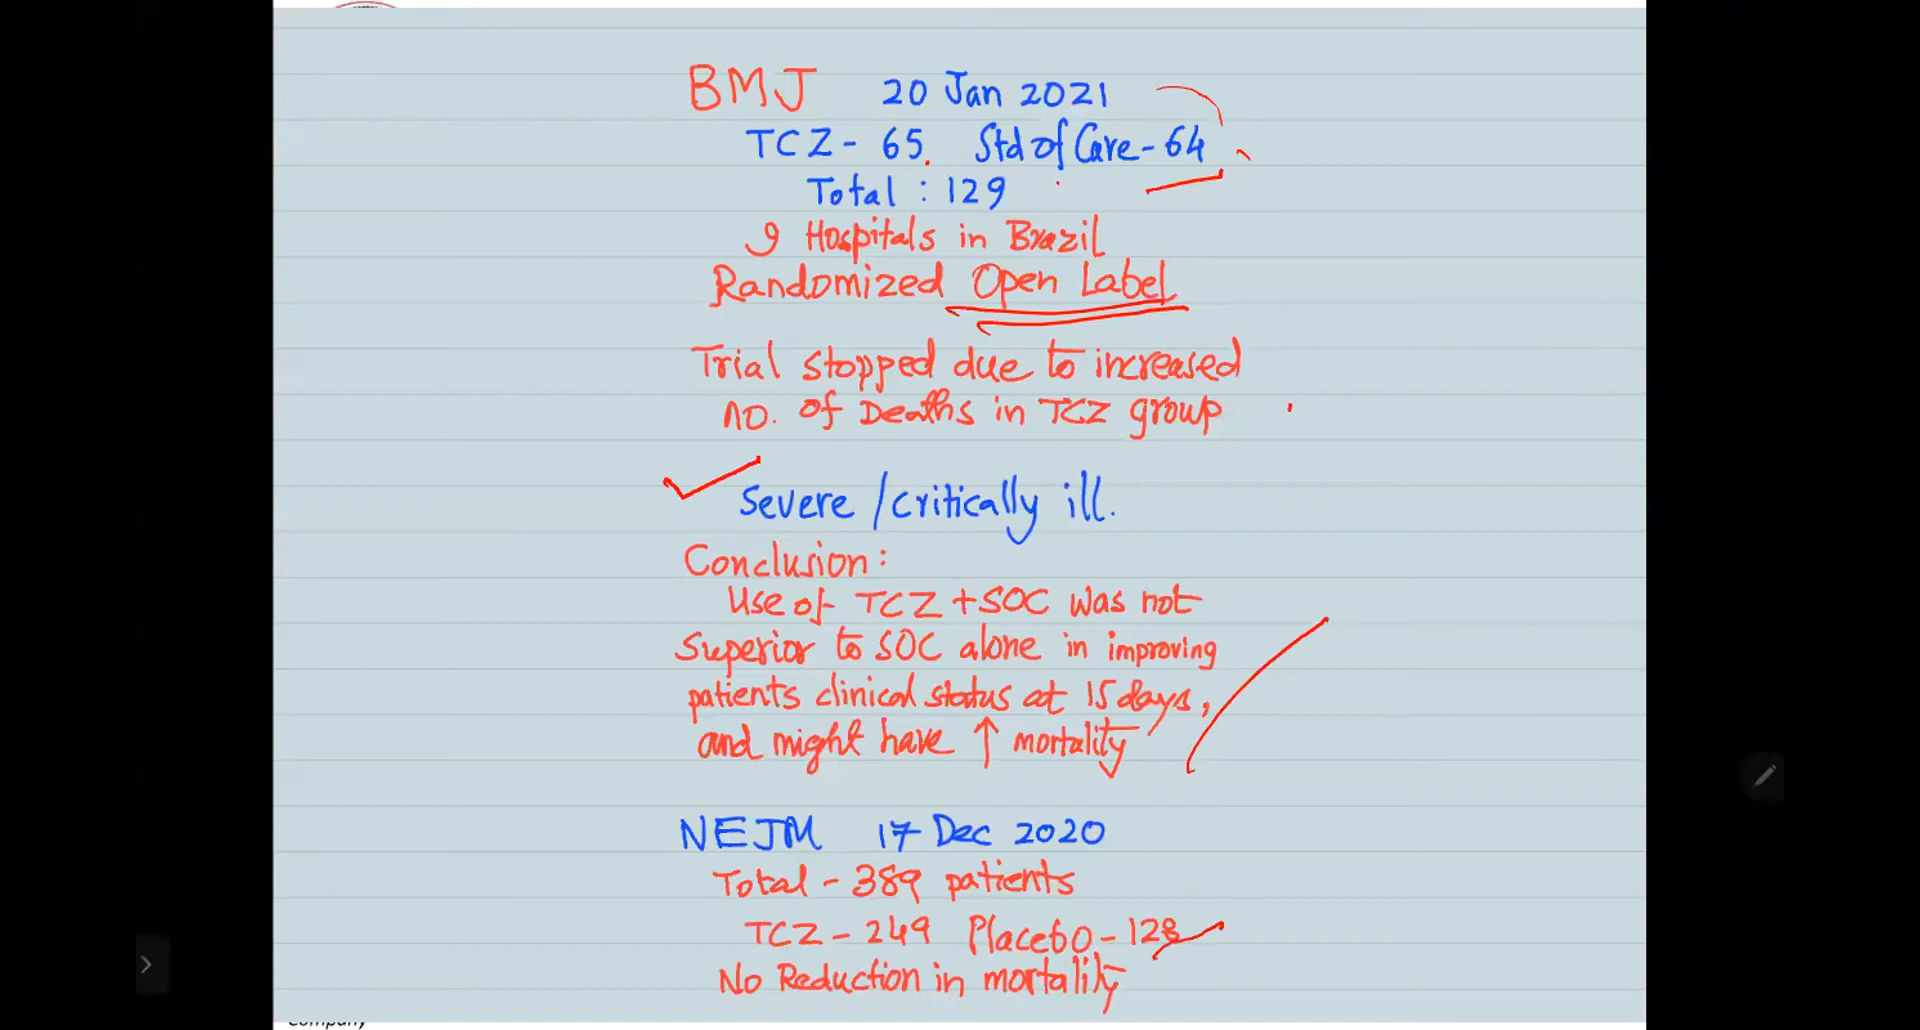 BMJ 20 Jan 2021
TCZ - 65 Std of Care - 64
Total : 129
9 Hospitals in Brazil
Randomized Open Label
Trial stopped due to increased
no. of Deaths in TCZ group
Severe / critically ill.
Conclusion :
Use of TCZ + SOC was not
Superior to SOC alone in improving
patients clinical status at 15 days,
and might have ↑ mortality
NEJM 17 Dec 2020
Total - 389 patients
TCZ - 249 Placebo - 128
No Reduction in mortality
Company